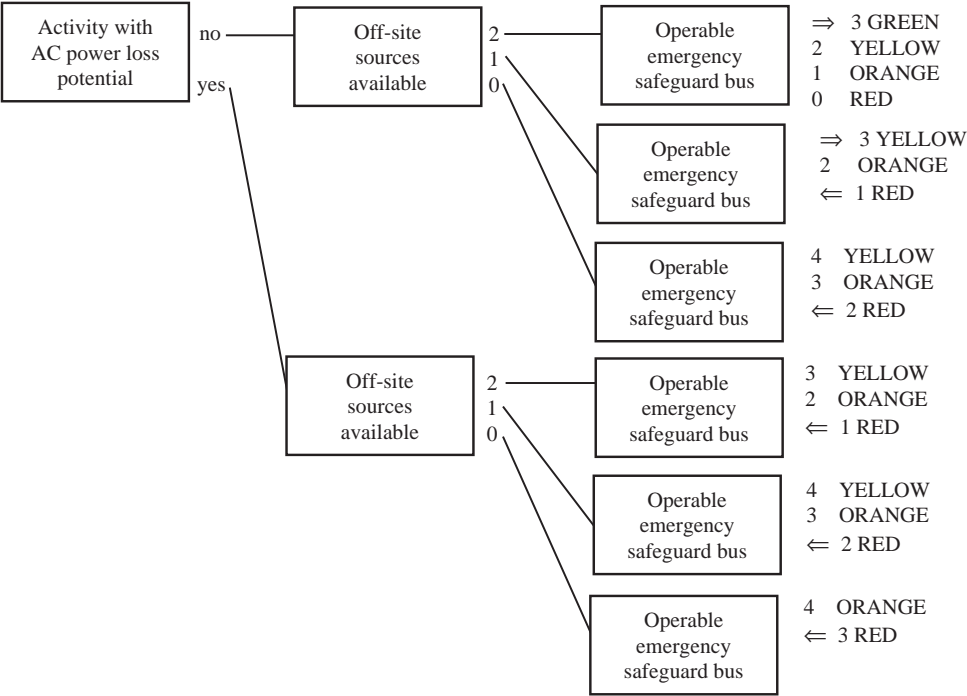 Activity with
AC power loss
potential
no
yes
Off-site
sources
available
2
1
0
Operable
emergency
safeguard bus
⇒ 3 GREEN
2 YELLOW
1 ORANGE
0 RED
Operable
emergency
safeguard bus
⇒ 3 YELLOW
2 ORANGE
⇐ 1 RED
Operable
emergency
safeguard bus
4 YELLOW
3 ORANGE
⇐ 2 RED
Off-site
sources
available
2
1
0
Operable
emergency
safeguard bus
3 YELLOW
2 ORANGE
⇐ 1 RED
Operable
emergency
safeguard bus
4 YELLOW
3 ORANGE
⇐ 2 RED
Operable
emergency
safeguard bus
4 ORANGE
⇐ 3 RED